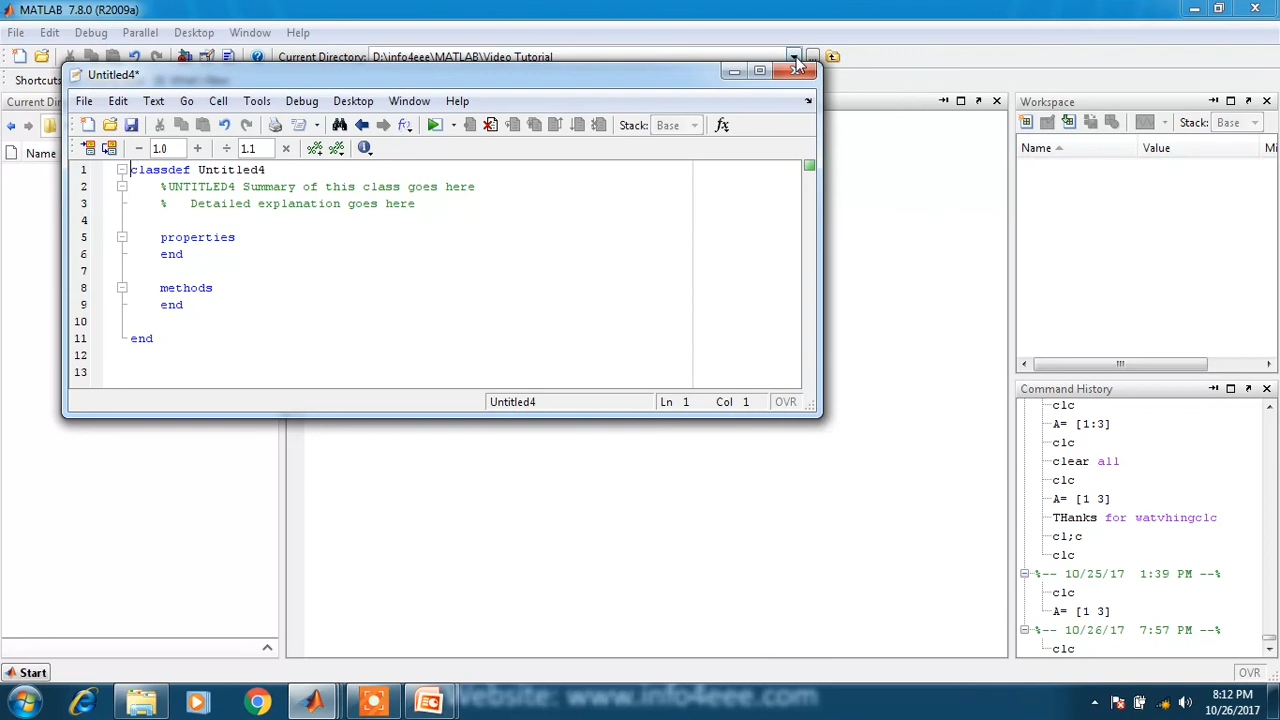 MATLAB 7.8.0 (R2009a)
File Edit Debug Parallel Desktop Window Help
Current Directory: D:\info4eee\MATLAB\Video Tutorial
Shortcuts
Untitled4*
Current Di
Workspace
File Edit Text Go Cell Tools Debug Desktop Window Help
Stack: Base
Stack: Base
1.0 1.1
Name
Name Value Mi
1 classdef Untitled4
2 %UNTITLED4 Summary of this class goes here
3 % Detailed explanation goes here
4
5 properties
6 end
7
8 methods
9 end
10
11 end
12
13
Untitled4 Ln 1 Col 1 OVR
Command History
clc
A= [1:3]
clc
clear all
clc
A= [1 3]
THanks for watvhingclc
cl;c
clc
%-- 10/25/17 1:39 PM --%
clc
A= [1 3]
%-- 10/26/17 7:57 PM --%
clc
Start
OVR
website: www.info4eee.com
8:12 PM
10/26/2017